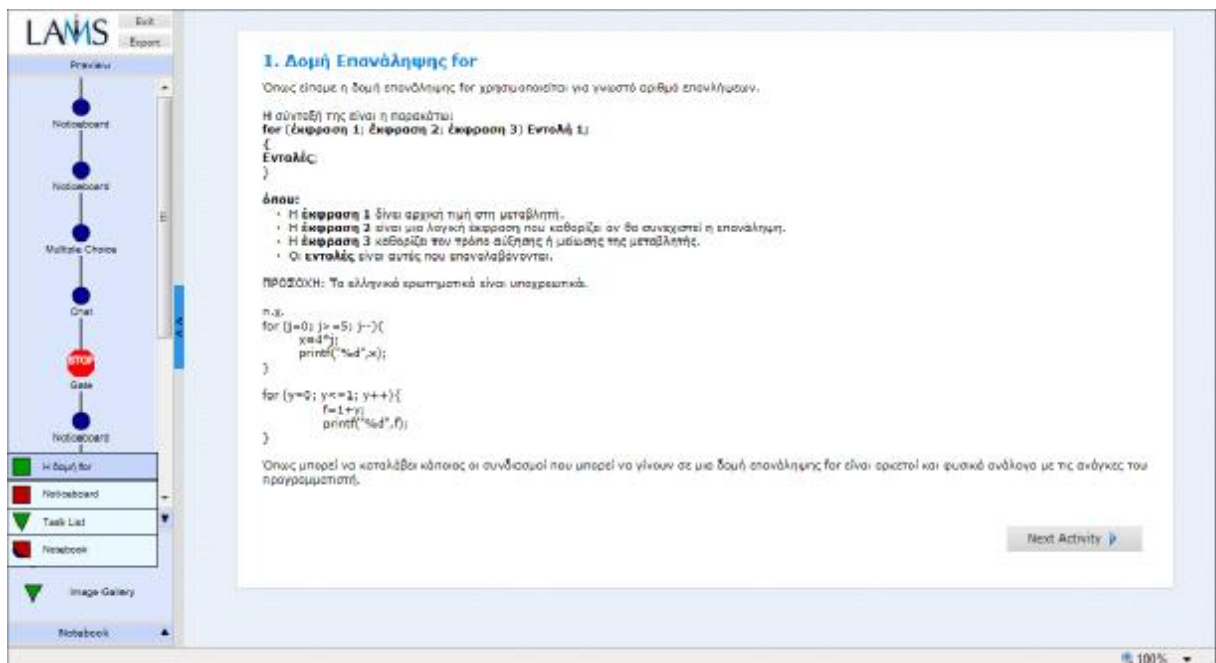 LAMS
Exit
Export
Preview
Noticeboard
Noticeboard
Multiple Choice
Chat
STOP
Gate
Noticeboard
Η δομή for
Noticeboard
Task List
Notebook
Image Gallery
Notebook
1. Δομή Επανάληψης for
Όπως είπαμε η δομή επανάληψης for χρησιμοποιείται για γνωστό αριθμό επανλήψεων.
Η σύνταξή της είναι η παρακάτω:
for (έκφραση 1; έκφραση 2; έκφραση 3) Εντολή 1;
{
Εντολές;
}
όπου:
• Η έκφραση 1 δίνει αρχική τιμή στη μεταβλητή.
• Η έκφραση 2 είναι μια λογική έκφραση που καθορίζει αν θα συνεχιστεί η επανάληψη.
• Η έκφραση 3 καθορίζει τον τρόπο αύξησης ή μείωσης της μεταβλητής.
• Οι εντολές είναι αυτές που επαναλαβάνονται.
ΠΡΟΣΟΧΗ: Τα ελληνικά ερωτηματικά είναι υποχρεωτικά.
π.χ.
for (j=0; j>=5; j--){
x=4*j;
printf("%d",x);
}
for (y=0; y<=1; y++){
f=1+y;
printf("%d",f);
}
Όπως μπορεί να καταλάβει κάποιος οι συνδιασμοί που μπορεί να γίνουν σε μια δομή επανάληψης for είναι αρκετοί και φυσικά ανάλογα με τις ανάγκες του
προγραμματιστή.
Next Activity
100%